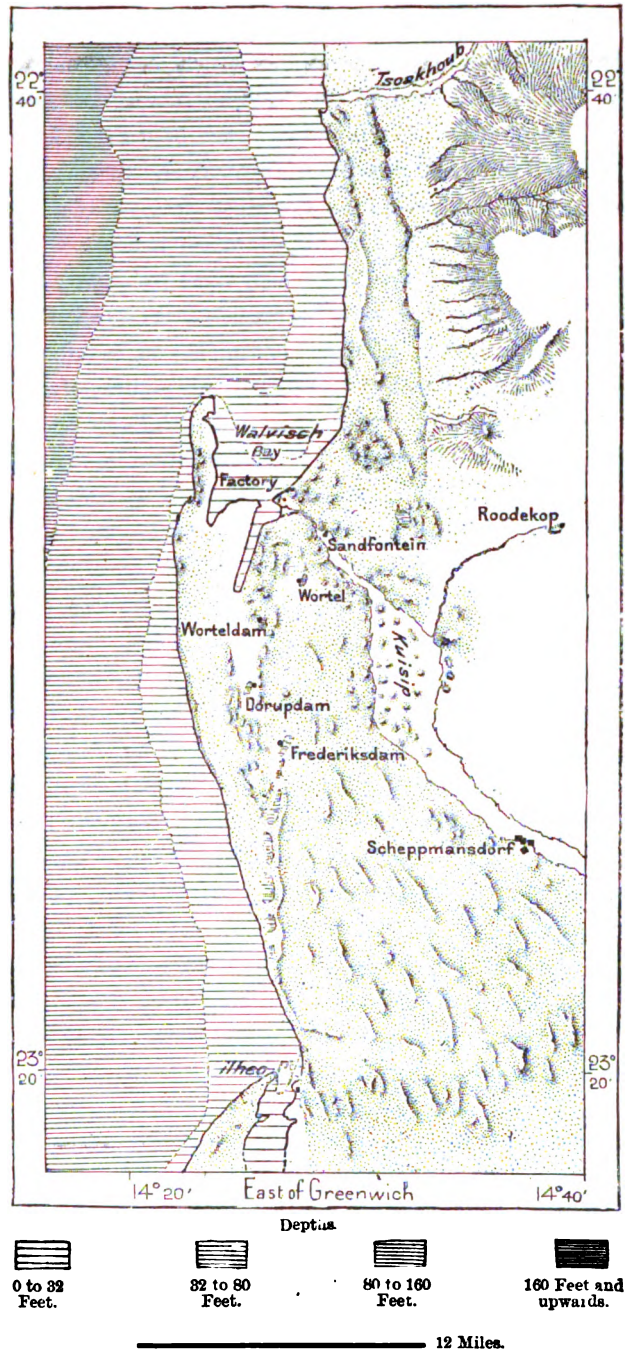 Tsoakhoub
22°
40'
22°
40'
Walvisch
Bay
Factory
Roodekop
Sandfontein
Wortel
Worteldam
Kuisip
Dorupdam
Frederiksdam
Scheppmansdorf
23°
20'
23°
20'
ilheo
14°20'
East of Greenwich
14°40'
Depths.
0 to 32
Feet.
32 to 80
Feet.
80 to 160
Feet.
160 Feet and
upwards.
12 Miles.